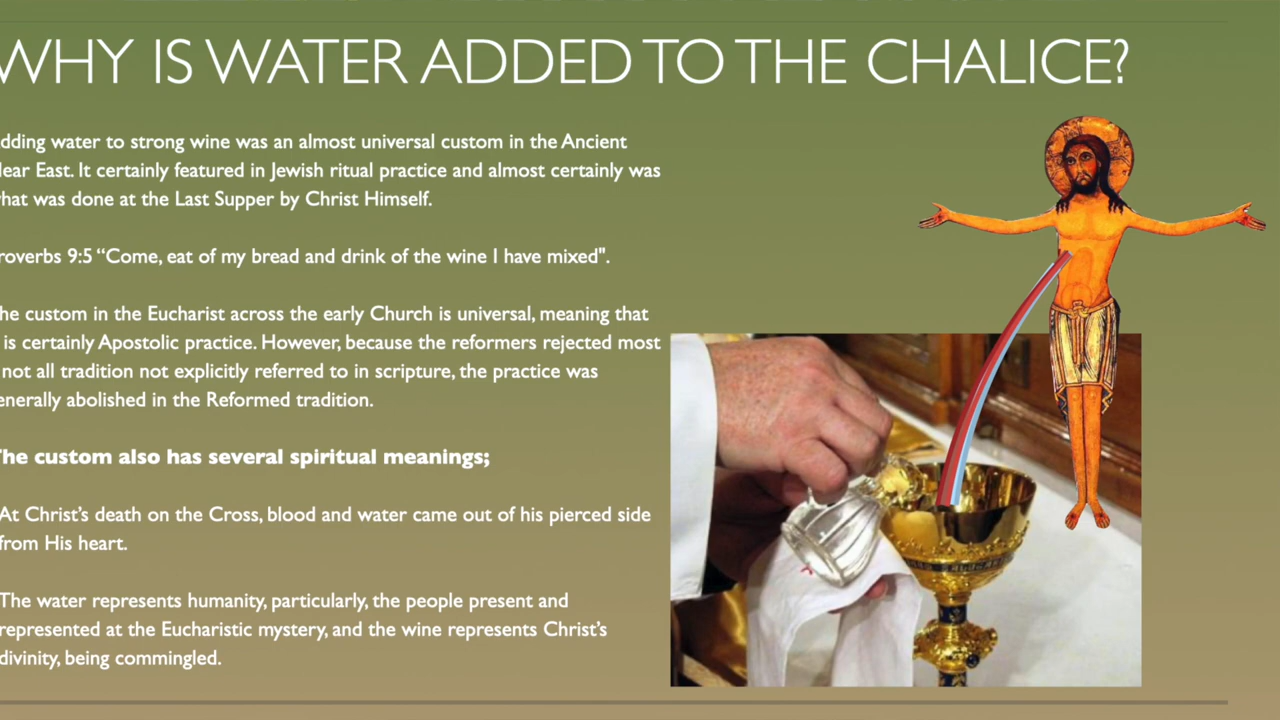 WHY IS WATER ADDED TO THE CHALICE?
dding water to strong wine was an almost universal custom in the Ancient
ear East. It certainly featured in Jewish ritual practice and almost certainly was
hat was done at the Last Supper by Christ Himself.
roverbs 9:5 “Come, eat of my bread and drink of the wine I have mixed".
he custom in the Eucharist across the early Church is universal, meaning that
is certainly Apostolic practice. However, because the reformers rejected most
not all tradition not explicitly referred to in scripture, the practice was
enerally abolished in the Reformed tradition.
The custom also has several spiritual meanings;
At Christ’s death on the Cross, blood and water came out of his pierced side
from His heart.
The water represents humanity, particularly, the people present and
represented at the Eucharistic mystery, and the wine represents Christ’s
divinity, being commingled.